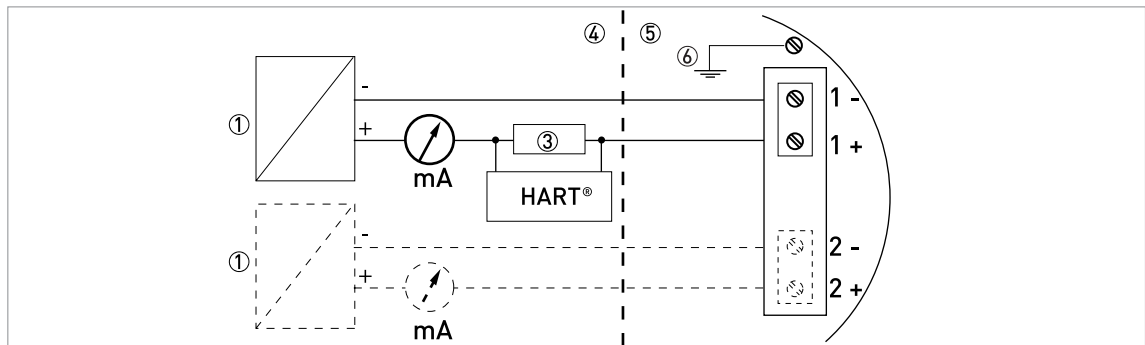 ④ ⑤
⑥
- 1 -
① + ③ 1 +
mA HART®
- 2 -
① + 2 +
mA